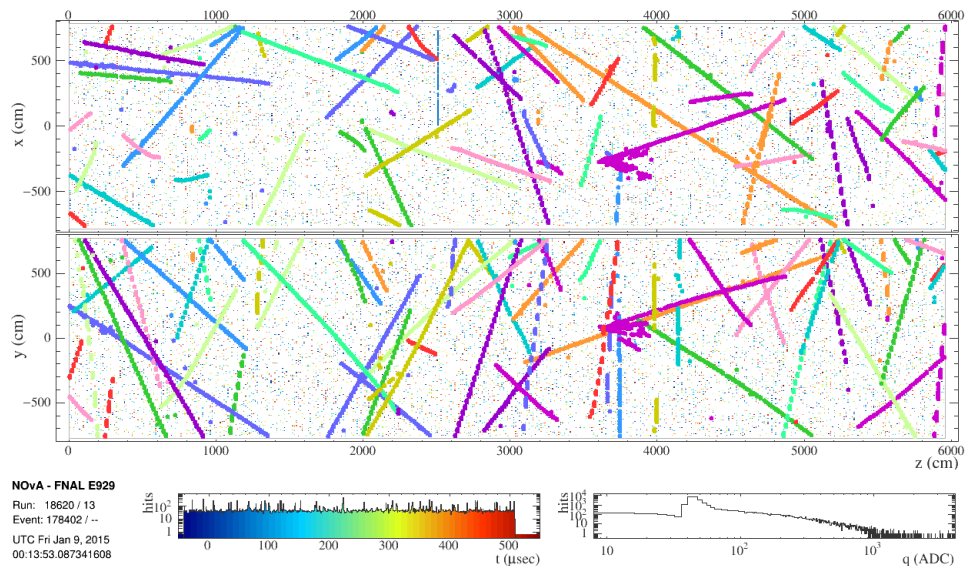 0 1000 2000 3000 4000 5000 6000
x (cm)
500
0
−500
y (cm)
500
0
−500
0 1000 2000 3000 4000 5000 6000
z (cm)
NOvA - FNAL E929
Run: 18620 / 13
Event: 178402 / --
UTC Fri Jan 9, 2015
00:13:53.087341608
hits
10²
1
0 100 200 300 400 500
t (μsec)
hits
10⁴
10³
10²
10
1
10 10² 10³
q (ADC)